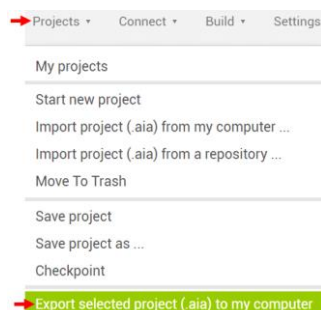 Projects Connect Build Settings
My projects
Start new project
Import project (.aia) from my computer ...
Import project (.aia) from a repository ...
Move To Trash
Save project
Save project as ...
Checkpoint
Export selected project (.aia) to my computer